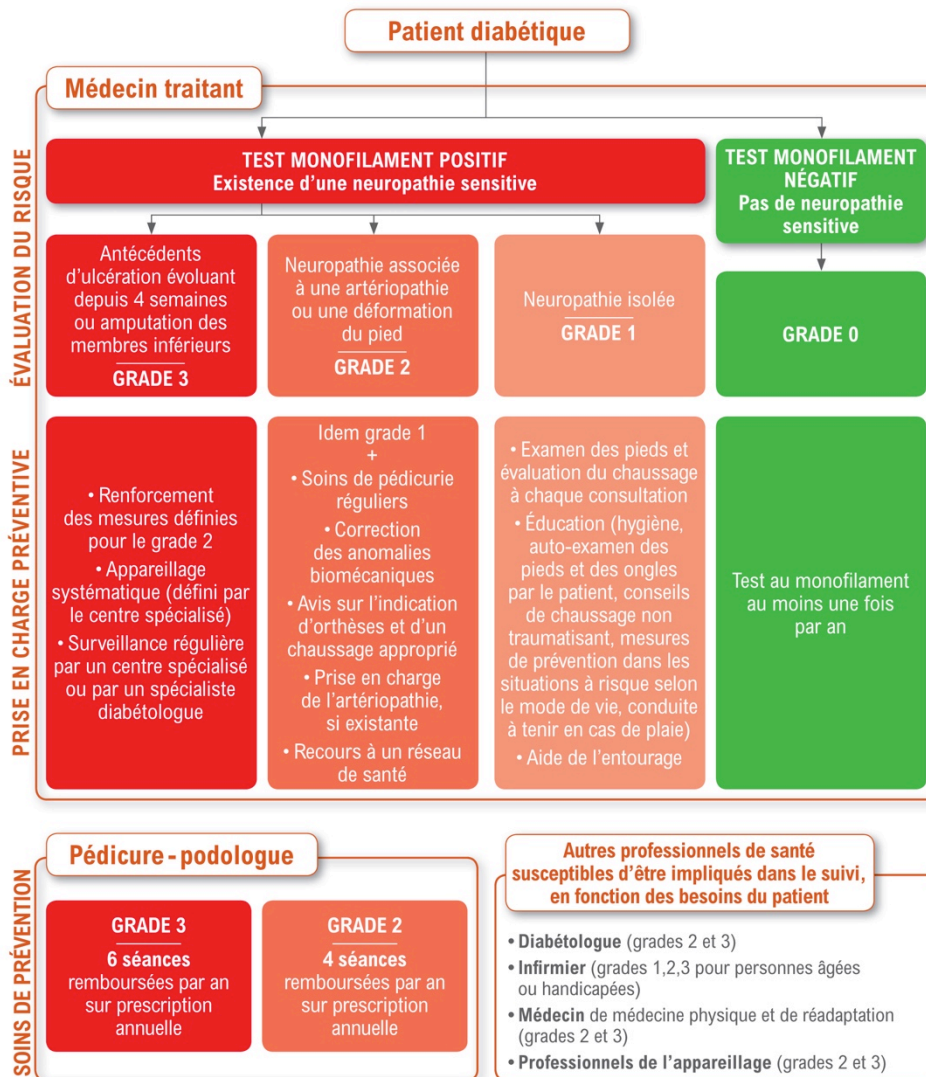 Patient diabétique
Médecin traitant
ÉVALUATION DU RISQUE
TEST MONOFILAMENT POSITIF
Existence d'une neuropathie sensitive
TEST MONOFILAMENT
NÉGATIF
Pas de neuropathie
sensitive
Antécédents
d'ulcération évoluant
depuis 4 semaines
ou amputation des
membres inférieurs
GRADE 3
Neuropathie associée
à une artériopathie
ou une déformation
du pied
GRADE 2
Neuropathie isolée
GRADE 1
GRADE 0
PRISE EN CHARGE PRÉVENTIVE
• Renforcement
des mesures définies
pour le grade 2
• Appareillage
systématique (défini par
le centre spécialisé)
• Surveillance régulière
par un centre spécialisé
ou par un spécialiste
diabétologue
Idem grade 1
+
• Soins de pédicurie
réguliers
• Correction
des anomalies
biomécaniques
• Avis sur l'indication
d'orthèses et d'un
chaussage approprié
• Prise en charge
de l'artériopathie,
si existante
• Recours à un réseau
de santé
• Examen des pieds et
évaluation du chaussage
à chaque consultation
• Éducation (hygiène,
auto-examen des
pieds et des ongles
par le patient, conseils
de chaussage non
traumatisant, mesures
de prévention dans les
situations à risque selon
le mode de vie, conduite
à tenir en cas de plaie)
• Aide de l'entourage
Test au monofilament
au moins une fois
par an
SOINS DE PRÉVENTION
Pédicure - podologue
GRADE 3
6 séances
remboursées par an
sur prescription
annuelle
GRADE 2
4 séances
remboursées par an
sur prescription
annuelle
Autres professionnels de santé
susceptibles d'être impliqués dans le suivi,
en fonction des besoins du patient
• Diabétologue (grades 2 et 3)
• Infirmier (grades 1,2,3 pour personnes âgées
ou handicapées)
• Médecin de médecine physique et de réadaptation
(grades 2 et 3)
• Professionnels de l'appareillage (grades 2 et 3)